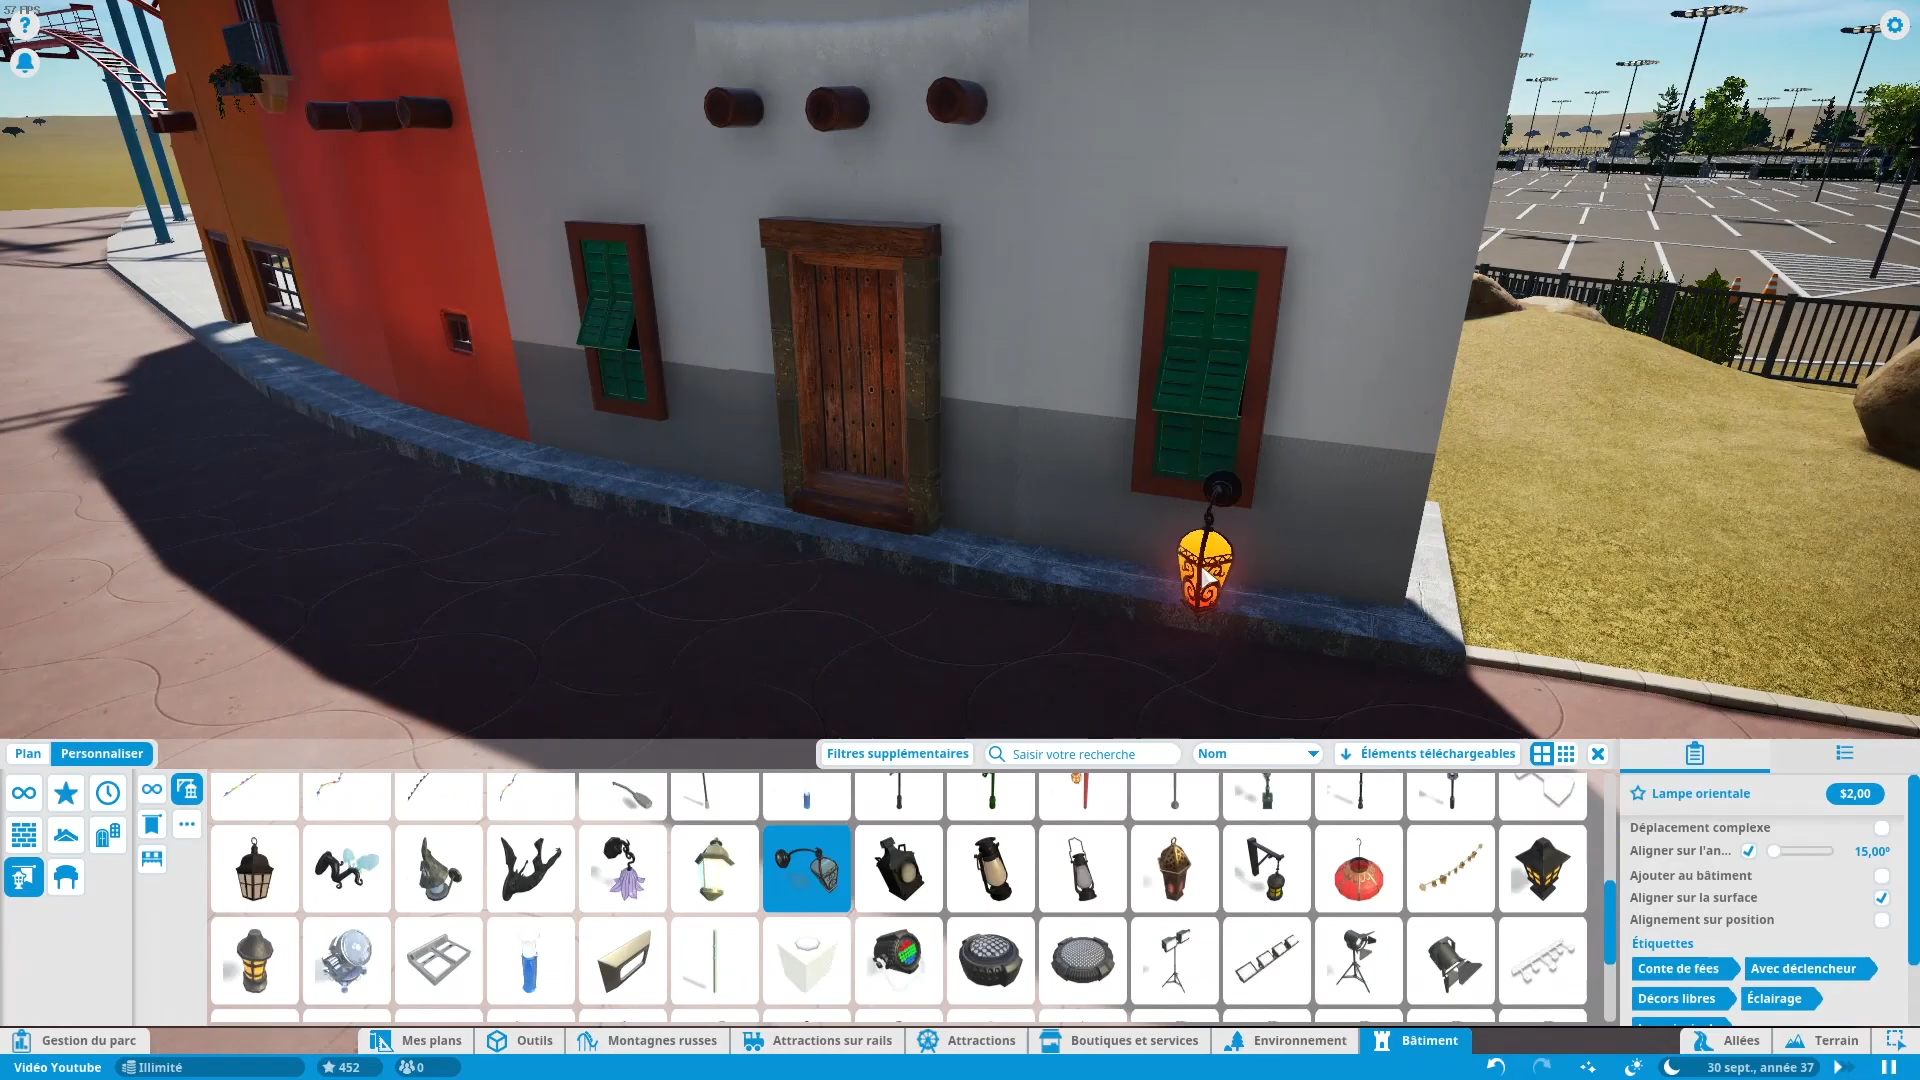 57 FPS
?
Plan
Personnaliser
Filtres supplémentaires
Saisir votre recherche
Nom
Éléments téléchargeables
Lampe orientale
$2,00
Déplacement complexe
Aligner sur l'an...
15,00º
Ajouter au bâtiment
Aligner sur la surface
Alignement sur position
Étiquettes
Conte de fées
Avec déclencheur
Décors libres
Éclairage
Gestion du parc
Mes plans
Outils
Montagnes russes
Attractions sur rails
Attractions
Boutiques et services
Environnement
Bâtiment
Allées
Terrain
Vidéo Youtube
Illimité
452
0
30 sept., année 37